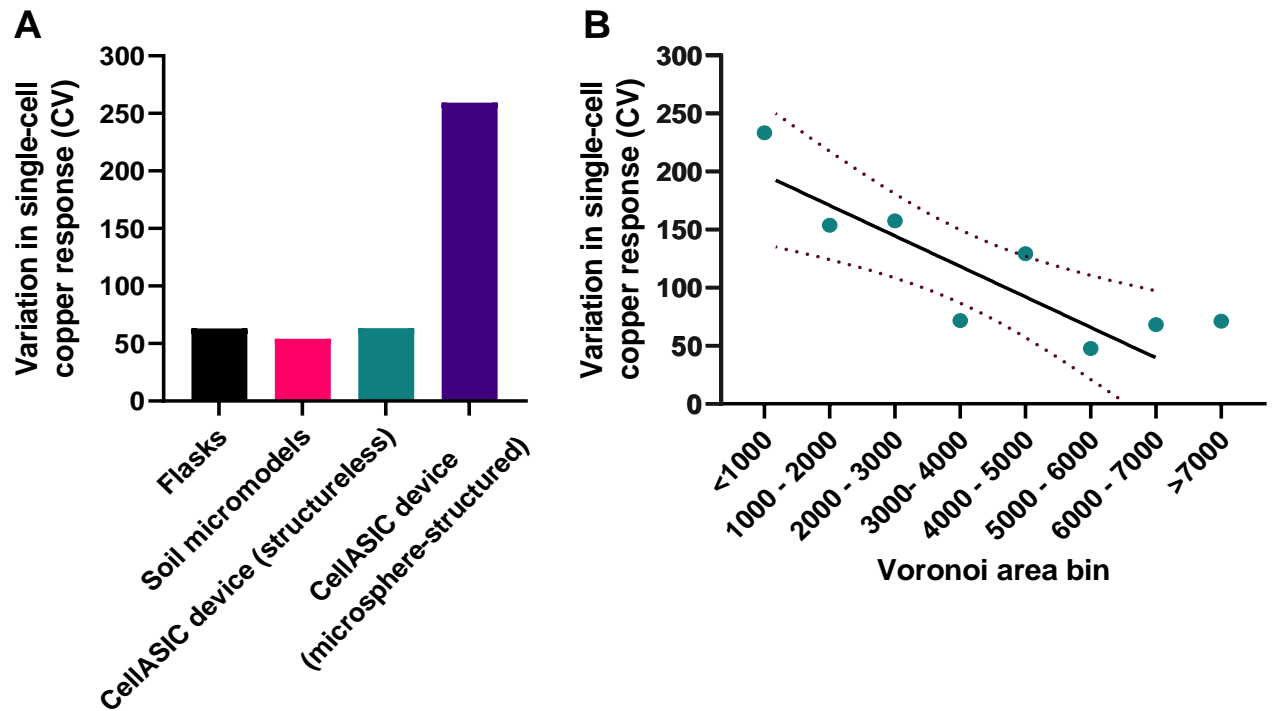 A
Variation in single-cell
copper response (CV)
300
250
200
150
100
50
0
Flasks
Soil micromodels
CellASIC device (structureless)
CellASIC device
(microsphere-structured)
B
Variation in single-cell
copper response (CV)
300
250
200
150
100
50
0
<1000
1000 - 2000
2000 - 3000
3000- 4000
4000 - 5000
5000 - 6000
6000 - 7000
>7000
Voronoi area bin